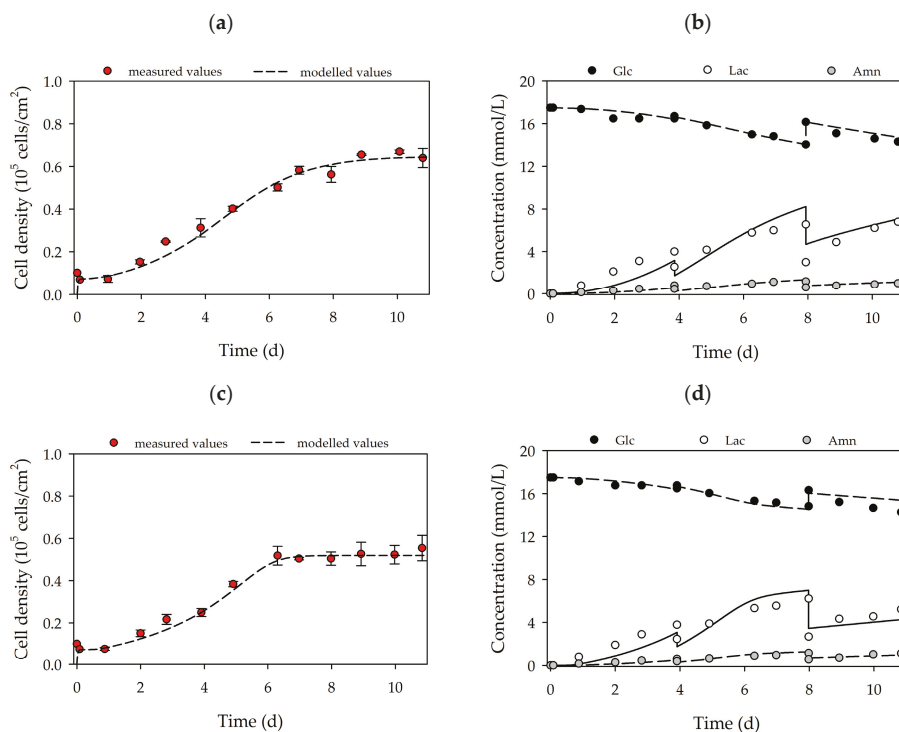 (a)
measured values modelled values
1.0
0.8
0.6
0.4
0.2
0.0
Cell density (10⁵ cells/cm²)
0 2 4 6 8 10
Time (d)
(b)
Glc Lac Amn
20
16
12
8
4
0
Concentration (mmol/L)
0 2 4 6 8 10
Time (d)
(c)
measured values modelled values
1.0
0.8
0.6
0.4
0.2
0.0
Cell density (10⁵ cells/cm²)
0 2 4 6 8 10
Time (d)
(d)
Glc Lac Amn
20
16
12
8
4
0
Concentration (mmol/L)
0 2 4 6 8 10
Time (d)